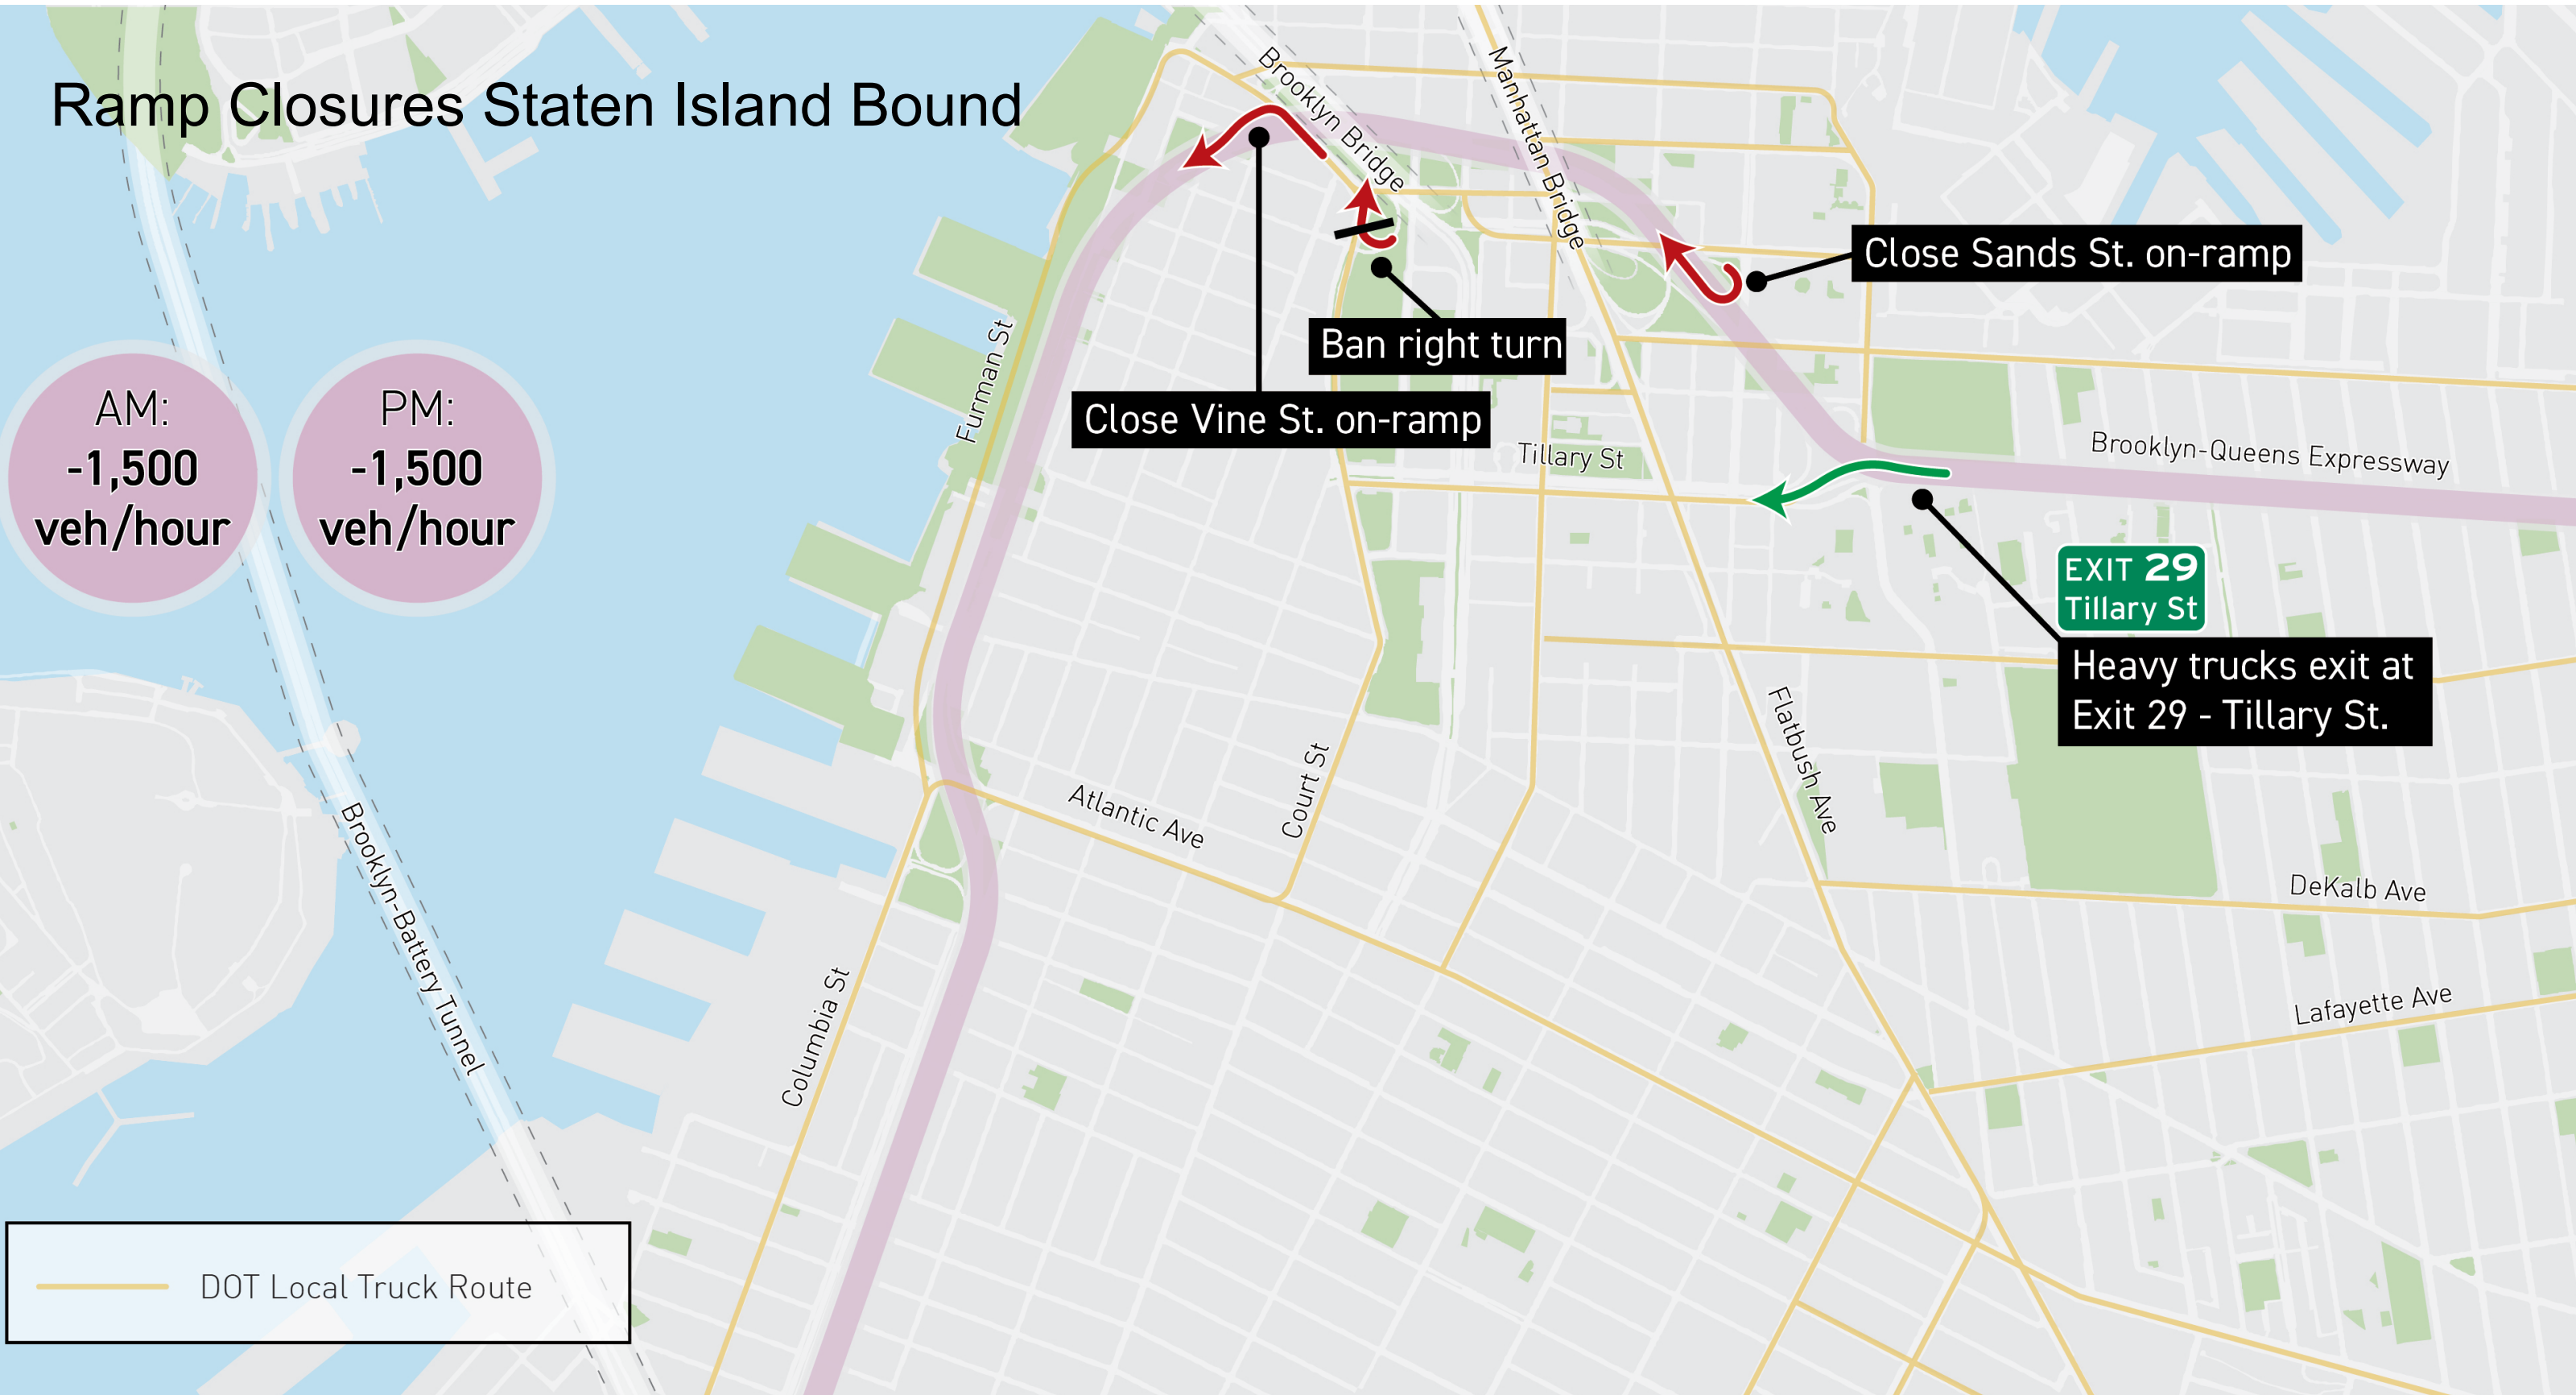 Ramp Closures Staten Island Bound
Brooklyn Bridge
Manhattan Bridge
Close Sands St. on-ramp
Ban right turn
Close Vine St. on-ramp
Furman St
AM:
-1,500
veh/hour
PM:
-1,500
veh/hour
Tillary St
Brooklyn-Queens Expressway
EXIT 29
Tillary St
Heavy trucks exit at
Exit 29 - Tillary St.
Flatbush Ave
Court St
Atlantic Ave
Brooklyn-Battery Tunnel
DeKalb Ave
Columbia St
Lafayette Ave
DOT Local Truck Route